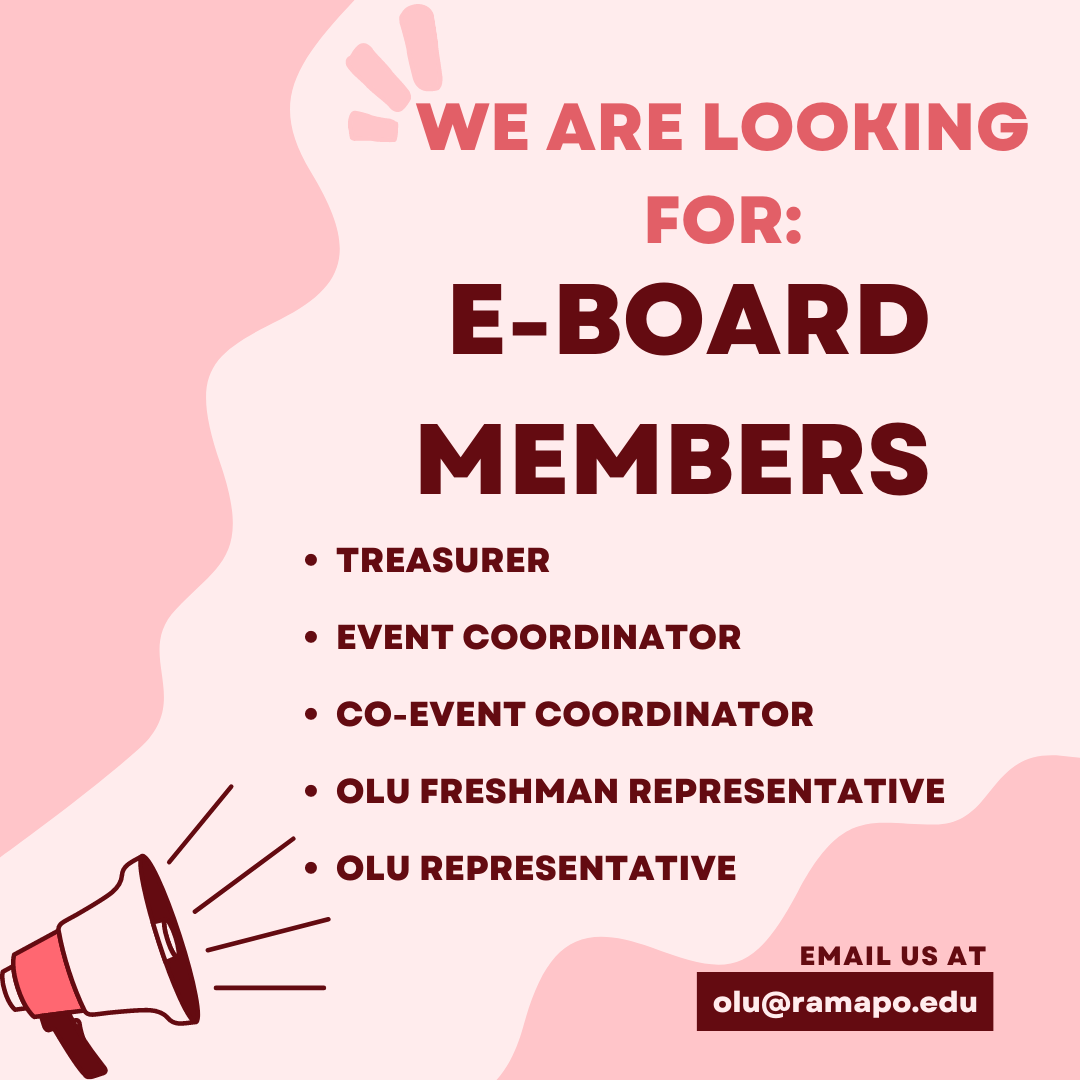 WE ARE LOOKING
FOR:
E-BOARD
MEMBERS
• TREASURER
• EVENT COORDINATOR
• CO-EVENT COORDINATOR
• OLU FRESHMAN REPRESENTATIVE
• OLU REPRESENTATIVE
EMAIL US AT
olu@ramapo.edu